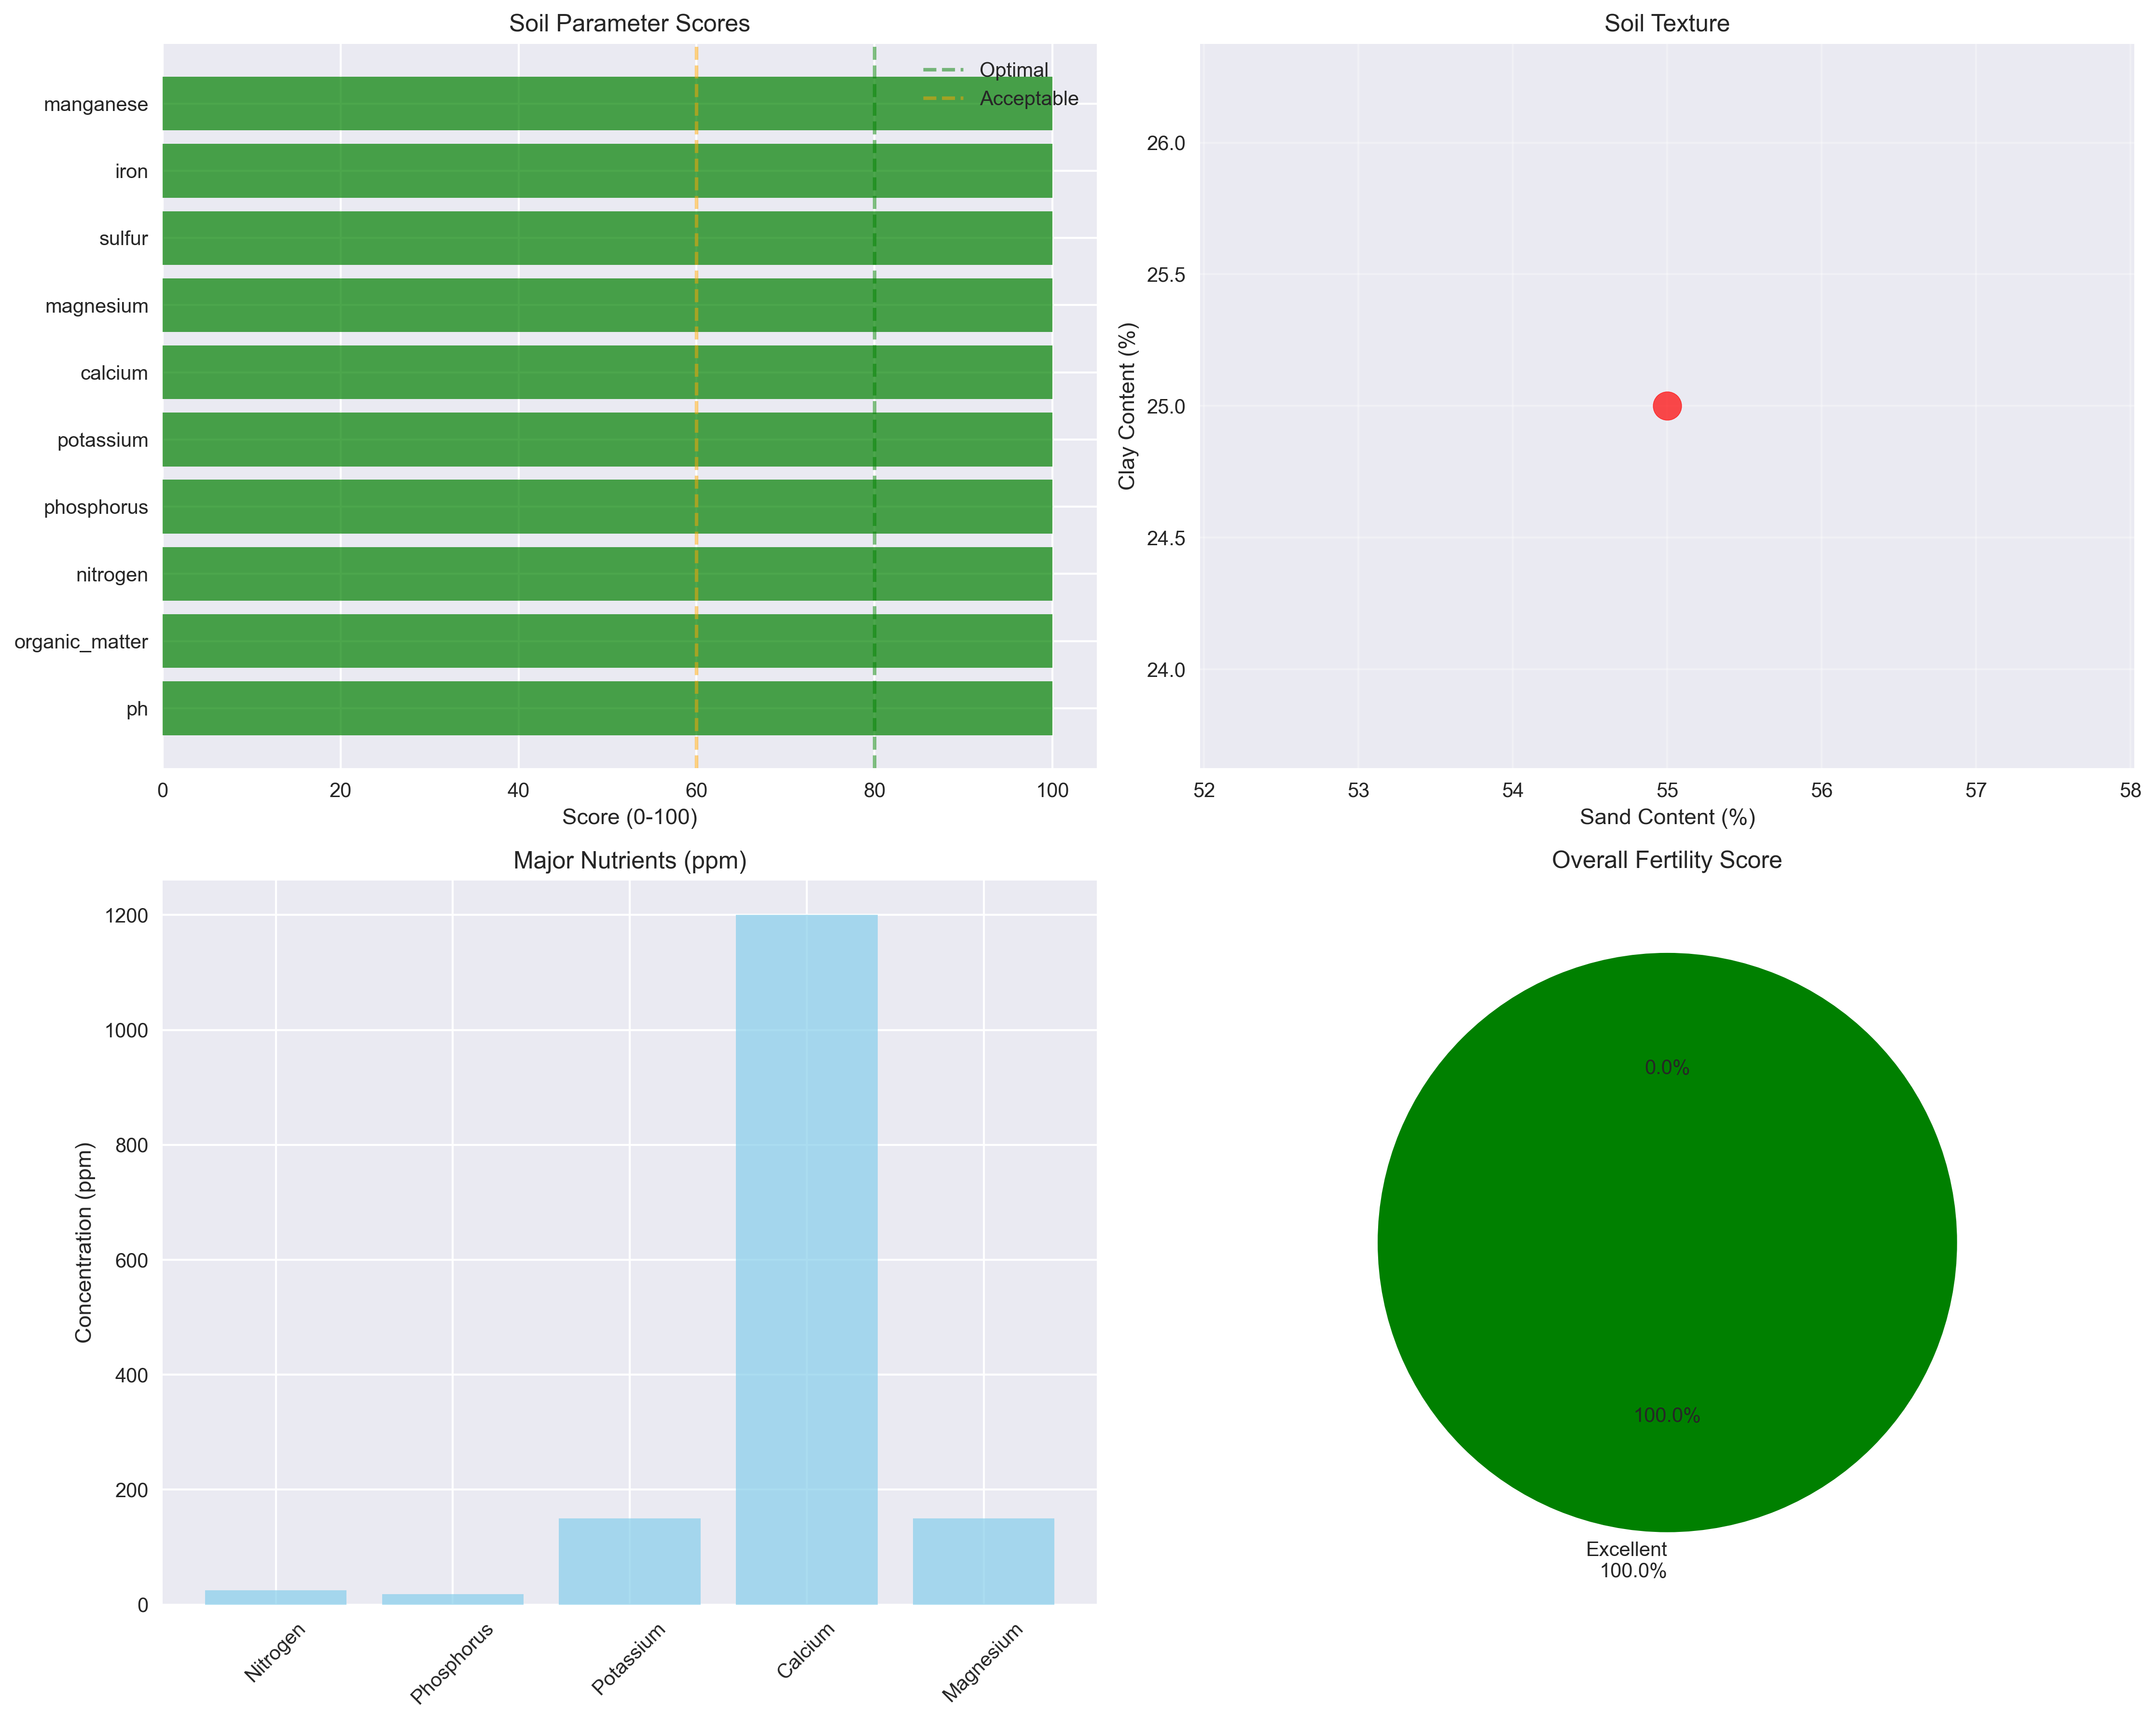 Soil Parameter Scores
Optimal
Acceptable
manganese
iron
sulfur
magnesium
calcium
potassium
phosphorus
nitrogen
organic_matter
ph
0 20 40 60 80 100
Score (0-100)
Soil Texture
Clay Content (%)
26.0
25.5
25.0
24.5
24.0
52 53 54 55 56 57 58
Sand Content (%)
Major Nutrients (ppm)
Concentration (ppm)
1200
1000
800
600
400
200
0
Nitrogen
Phosphorus
Potassium
Calcium
Magnesium
Overall Fertility Score
0.0%
100.0%
Excellent
100.0%